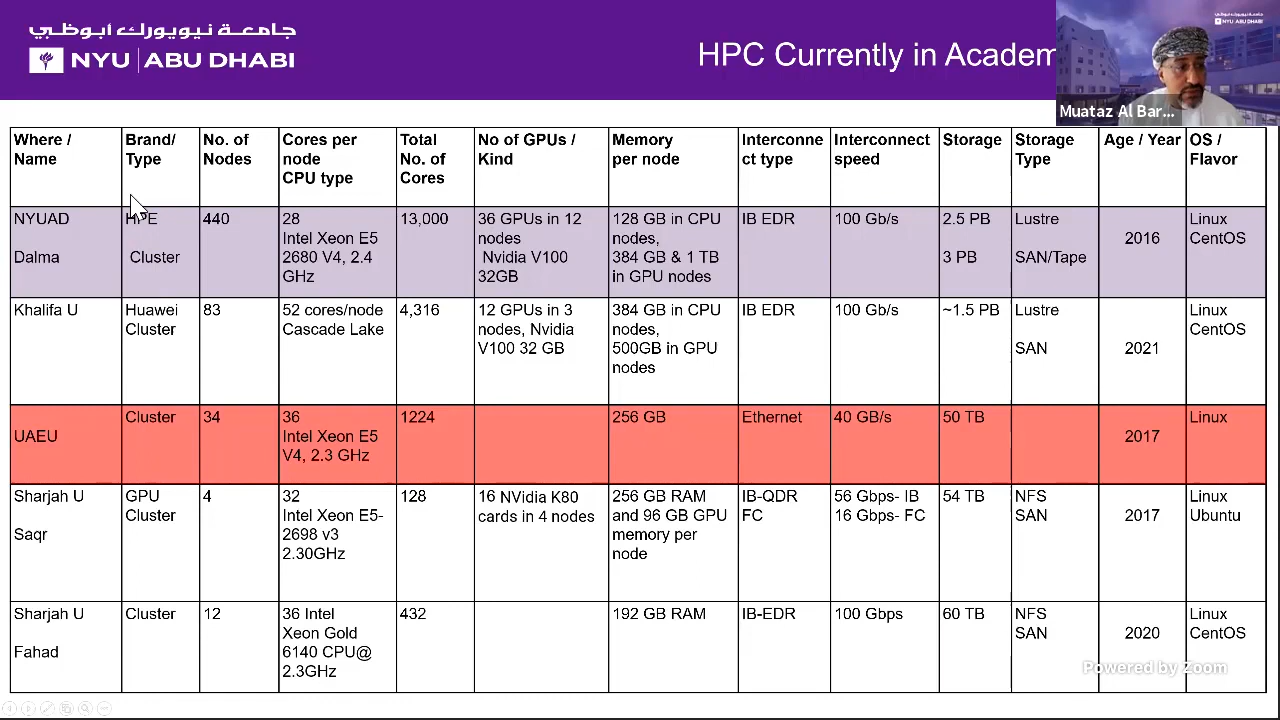 جامعة نيويورك أبوظبي
NYU ABU DHABI
HPC Currently in Academ
NYU ABU DHABI
Muataz Al Bar...
Where / Name
Brand/ Type
No. of Nodes
Cores per node CPU type
Total No. of Cores
No of GPUs / Kind
Memory per node
Interconne ct type
Interconnect speed
Storage
Storage Type
Age / Year
OS / Flavor
NYUAD
Dalma
HPE
Cluster
440
28
Intel Xeon E5
2680 V4, 2.4
GHz
13,000
36 GPUs in 12
nodes
Nvidia V100
32GB
128 GB in CPU
nodes,
384 GB & 1 TB
in GPU nodes
IB EDR
100 Gb/s
2.5 PB
3 PB
Lustre
SAN/Tape
2016
Linux
CentOS
Khalifa U
Huawei
Cluster
83
52 cores/node
Cascade Lake
4,316
12 GPUs in 3
nodes, Nvidia
V100 32 GB
384 GB in CPU
nodes,
500GB in GPU
nodes
IB EDR
100 Gb/s
~1.5 PB
Lustre
SAN
2021
Linux
CentOS
UAEU
Cluster
34
36
Intel Xeon E5
V4, 2.3 GHz
1224
256 GB
Ethernet
40 GB/s
50 TB
2017
Linux
Sharjah U
Saqr
GPU
Cluster
4
32
Intel Xeon E5-
2698 v3
2.30GHz
128
16 NVidia K80
cards in 4 nodes
256 GB RAM
and 96 GB GPU
memory per
node
IB-QDR
FC
56 Gbps- IB
16 Gbps- FC
54 TB
NFS
SAN
2017
Linux
Ubuntu
Sharjah U
Fahad
Cluster
12
36 Intel
Xeon Gold
6140 CPU@
2.3GHz
432
192 GB RAM
IB-EDR
100 Gbps
60 TB
NFS
SAN
2020
Linux
CentOS
Powered by Zoom